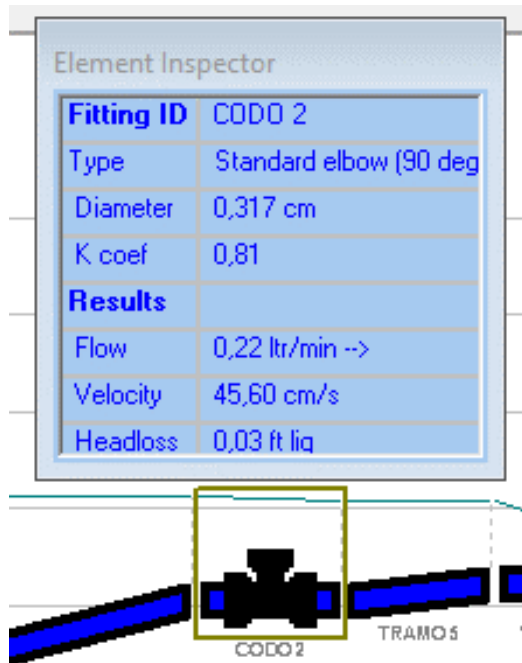 Element Inspector
Fitting ID CODO 2
Type Standard elbow (90 deg
Diameter 0,317 cm
K coef 0,81
Results
Flow 0,22 ltr/min -->
Velocity 45,60 cm/s
Headloss 0,03 ft liq
CODO 2
TRAMO 5